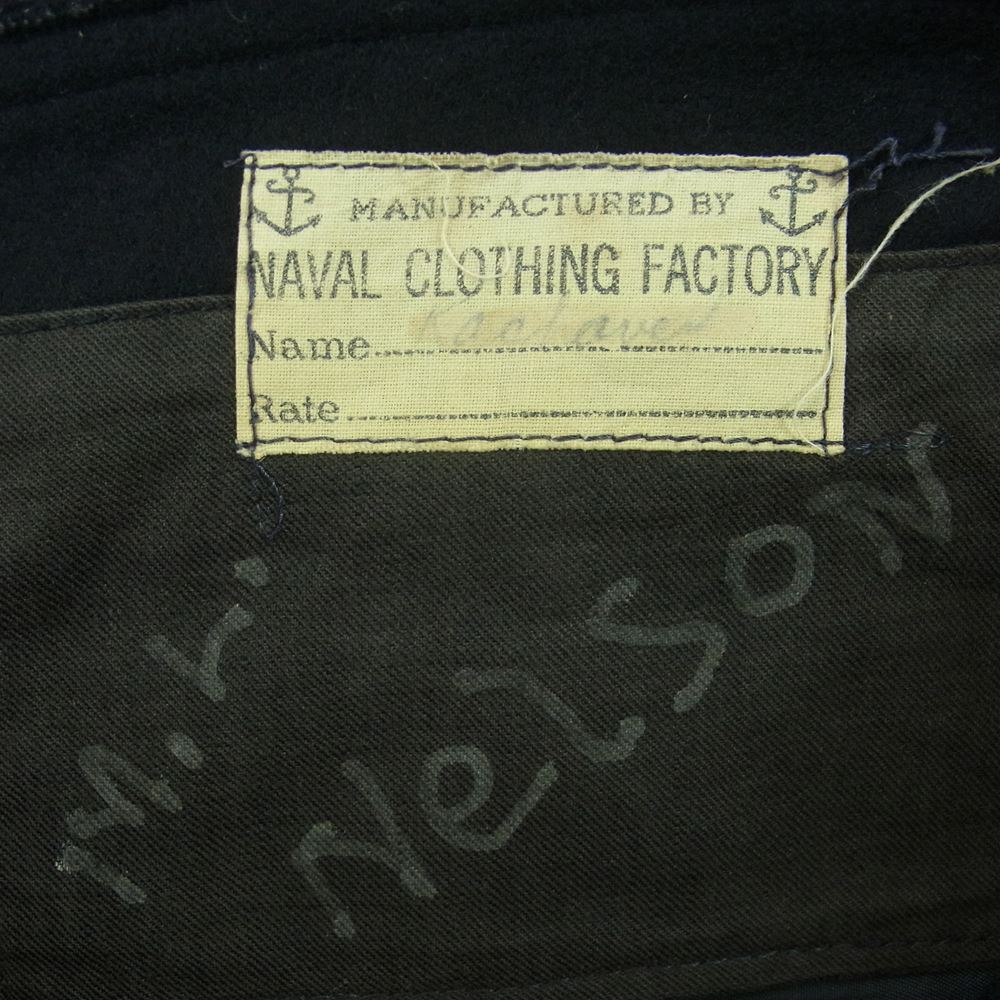 MANUFACTURED BY
NAVAL CLOTHING FACTORY
Name
Rate
M. r.
NeLSON